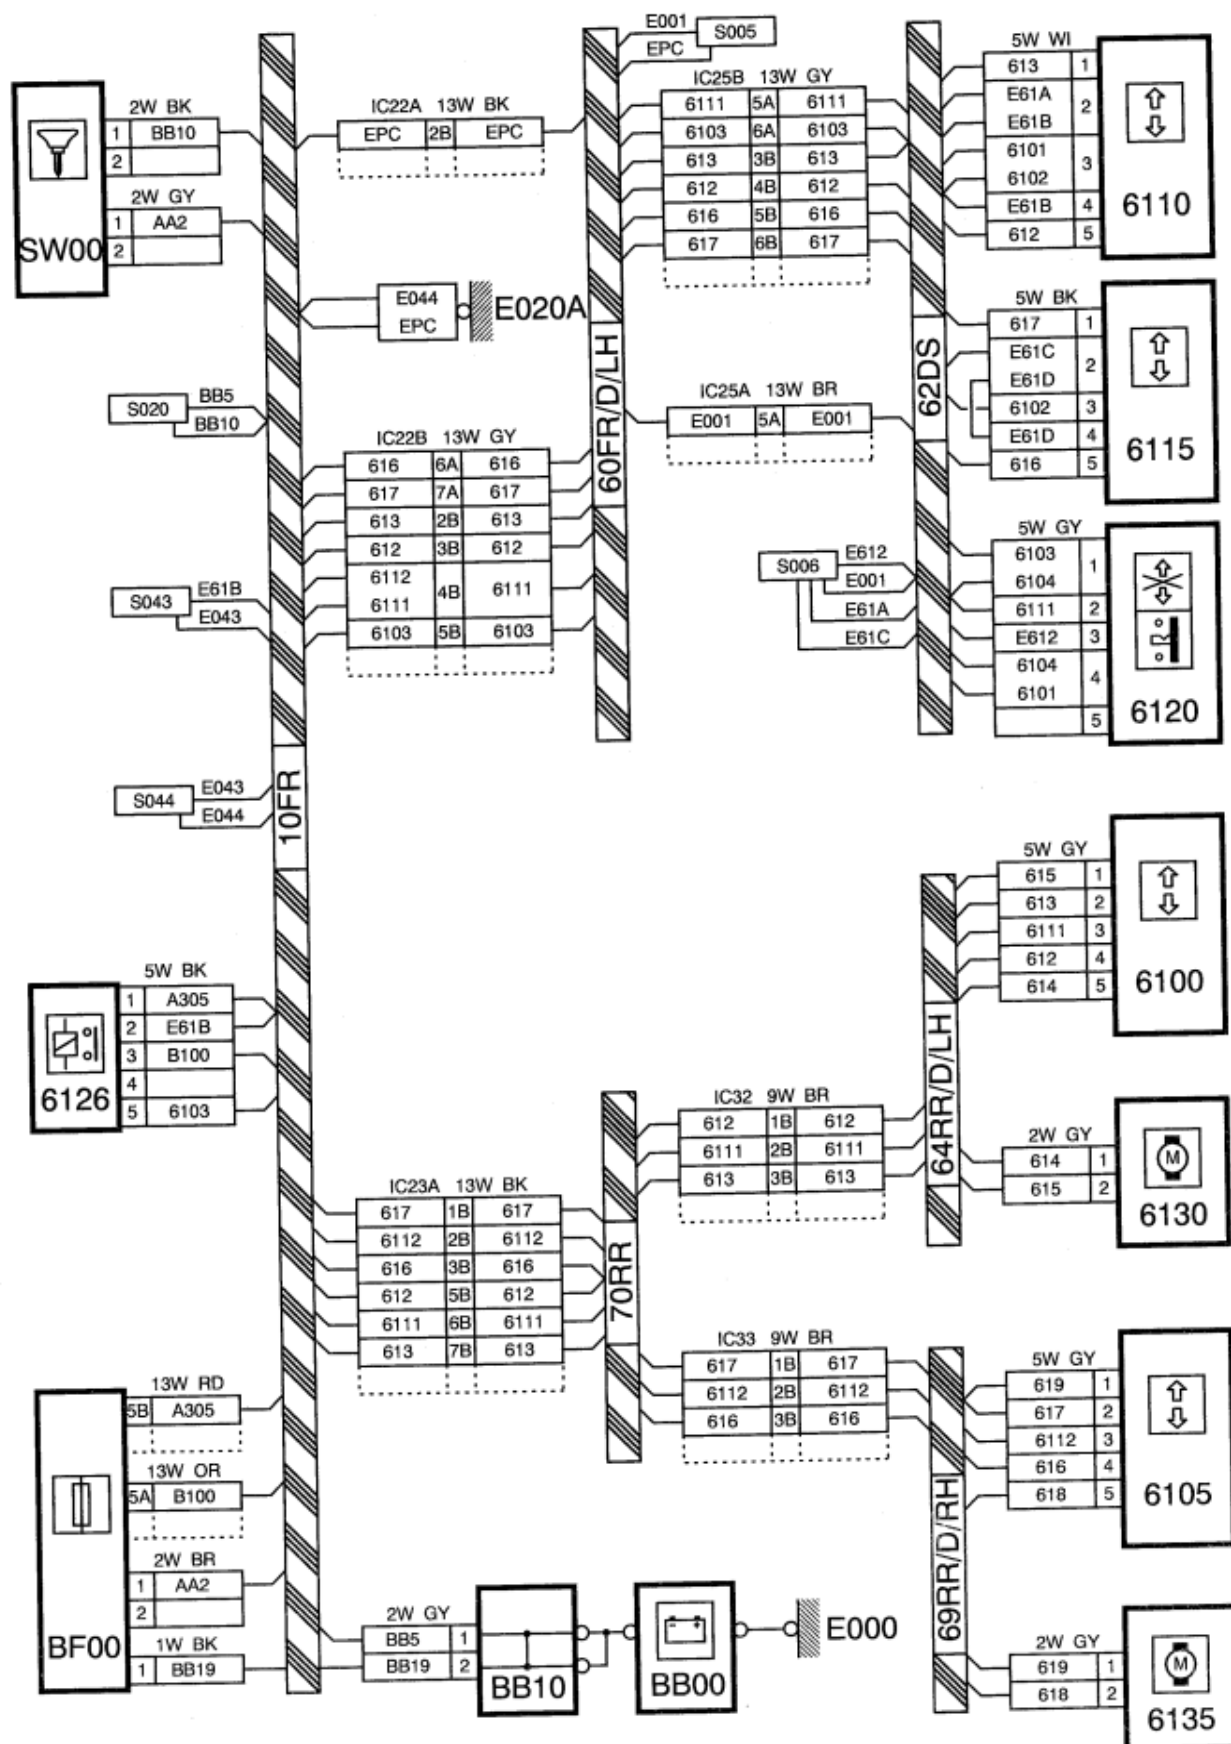 E001
EPC
S005
2W BK
1 BB10
2
2W GY
1 AA2
2
SW00
IC22A 13W BK
EPC 2B EPC
IC25B 13W GY
6111 5A 6111
6103 6A 6103
613 3B 613
612 4B 612
616 5B 616
617 6B 617
5W WI
613 1
E61A 2
E61B
6101 3
6102
E61B 4
612 5
6110
E044
EPC
E020A
60FR/D/LH
62DS
5W BK
617 1
E61C 2
E61D
6102 3
E61D 4
616 5
6115
S020
BB5
BB10
IC22B 13W GY
616 6A 616
617 7A 617
613 2B 613
612 3B 612
6112 4B 6111
6111
6103 5B 6103
IC25A 13W BR
E001 5A E001
S006
E612
E001
E61A
E61C
5W GY
6103 1
6104
6111 2
E612 3
6104 4
6101
5
6120
S043
E61B
E043
S044
E043
E044
10FR
5W GY
615 1
613 2
6111 3
612 4
614 5
6100
5W BK
1 A305
2 E61B
3 B100
4
5 6103
6126
64RR/D/LH
IC32 9W BR
612 1B 612
6111 2B 6111
613 3B 613
2W GY
614 1
615 2
M
6130
IC23A 13W BK
617 1B 617
6112 2B 6112
616 3B 616
612 5B 612
6111 6B 6111
613 7B 613
70RR
IC33 9W BR
617 1B 617
6112 2B 6112
616 3B 616
5W GY
619 1
617 2
6112 3
616 4
618 5
6105
13W RD
5B A305
13W OR
5A B100
2W BR
1 AA2
2
1W BK
1 BB19
BF00
69RR/D/RH
2W GY
BB5 1
BB19 2
BB10
BB00
E000
2W GY
619 1
618 2
M
6135